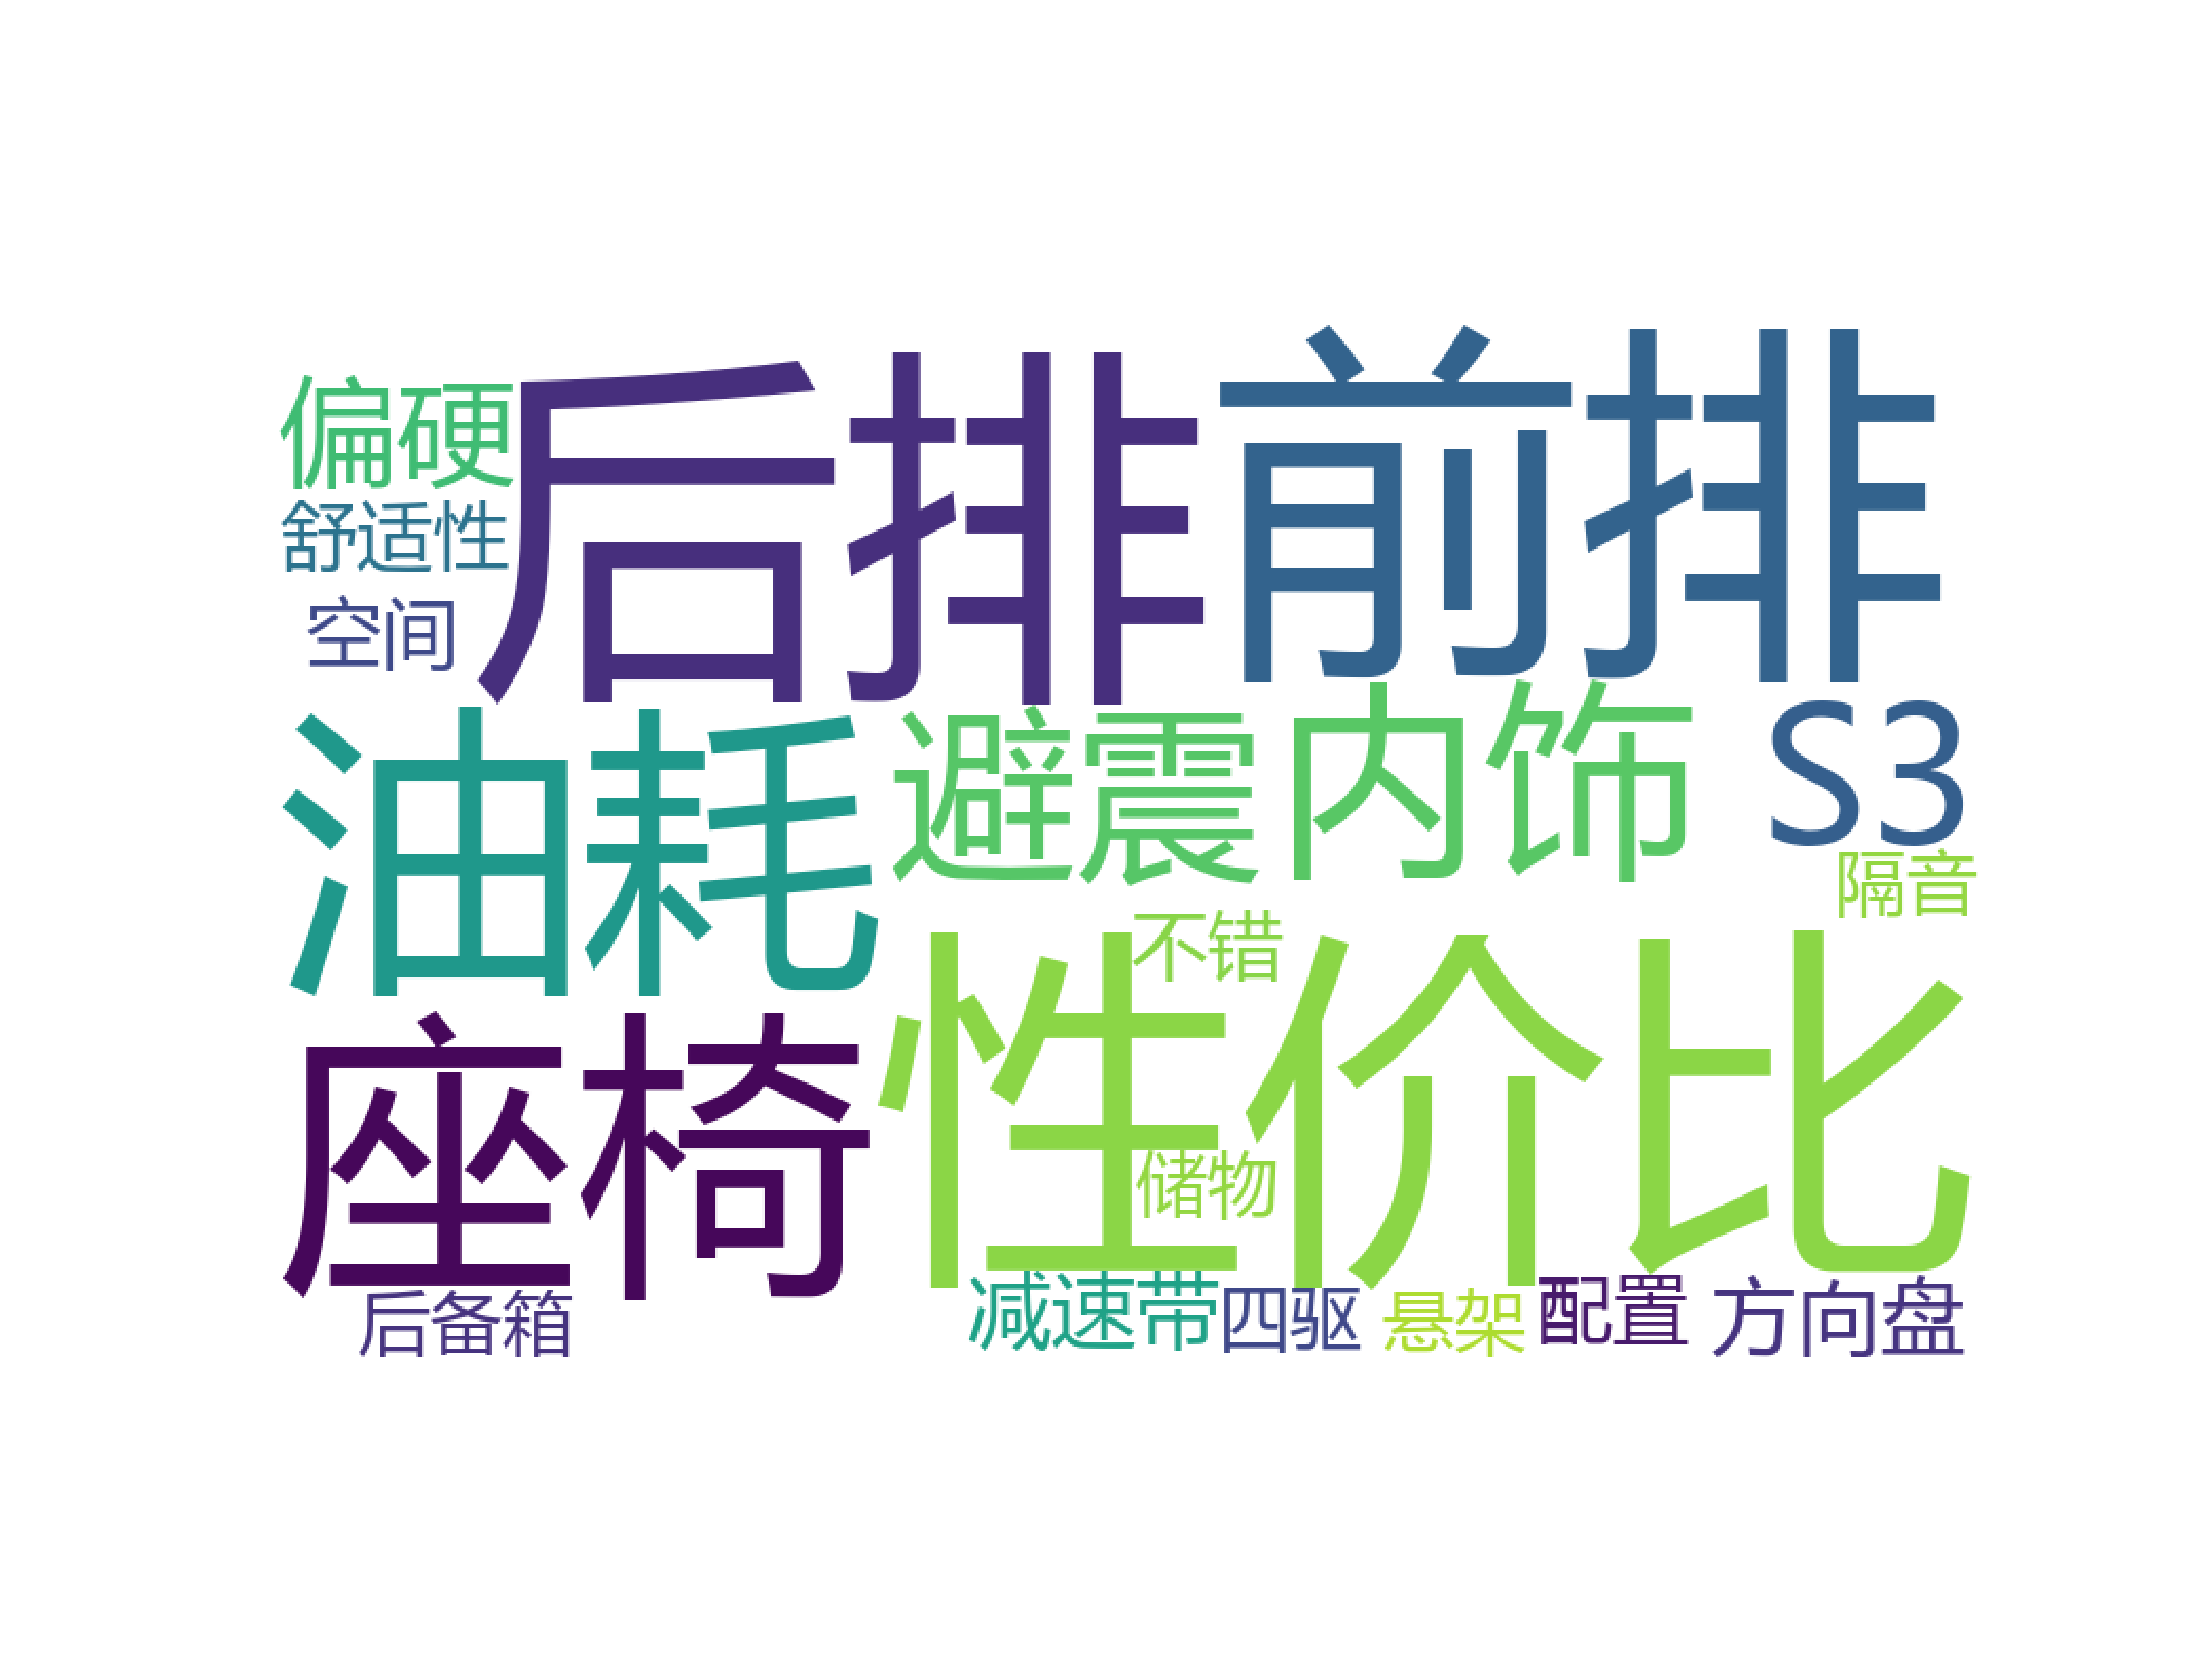 后排 前排
偏硬
舒适性
空间
油耗 避震 内饰 S3
隔音
不错
座椅 性价比
储物
后备箱 减速带 四驱 悬架 配置 方向盘